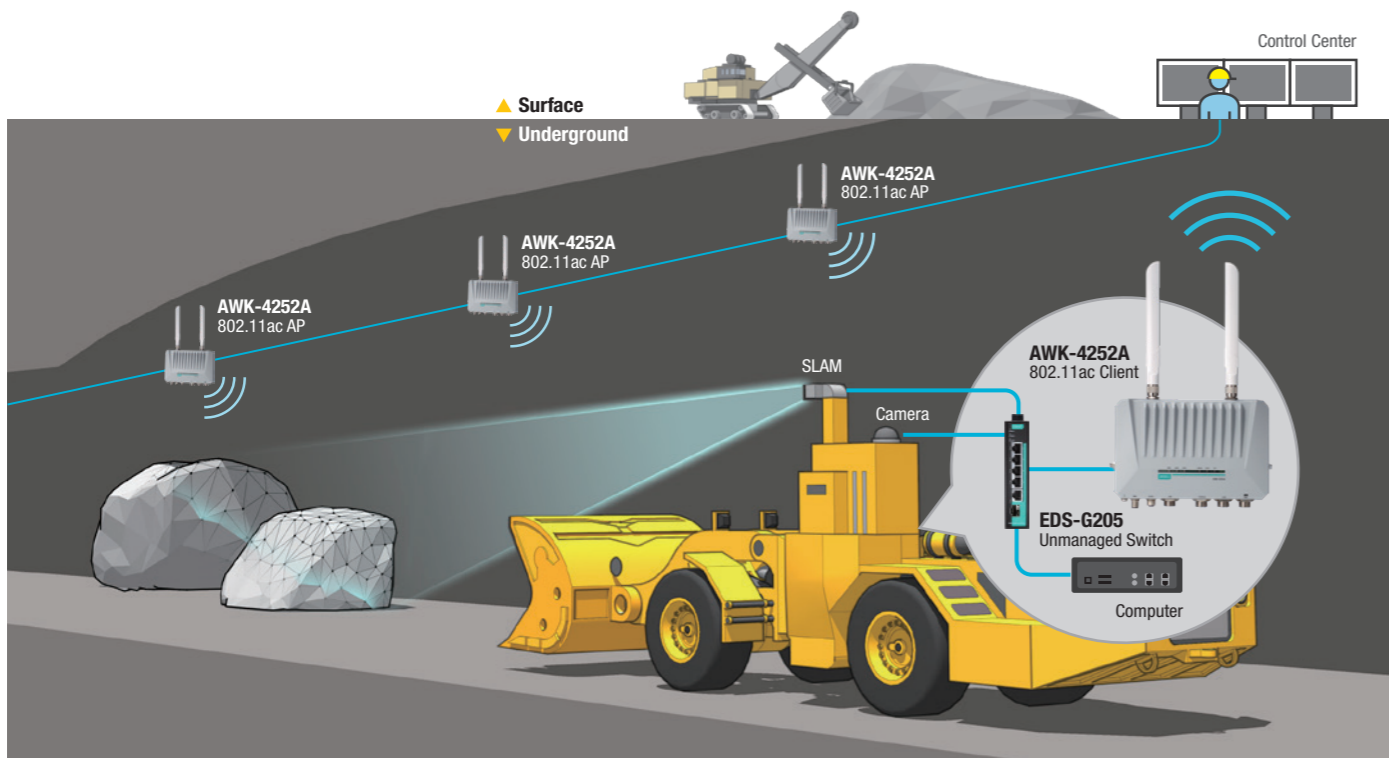 Control Center
Surface
Underground
AWK-4252A
802.11ac AP
AWK-4252A
802.11ac AP
AWK-4252A
802.11ac AP
SLAM
Camera
AWK-4252A
802.11ac Client
EDS-G205
Unmanaged Switch
Computer